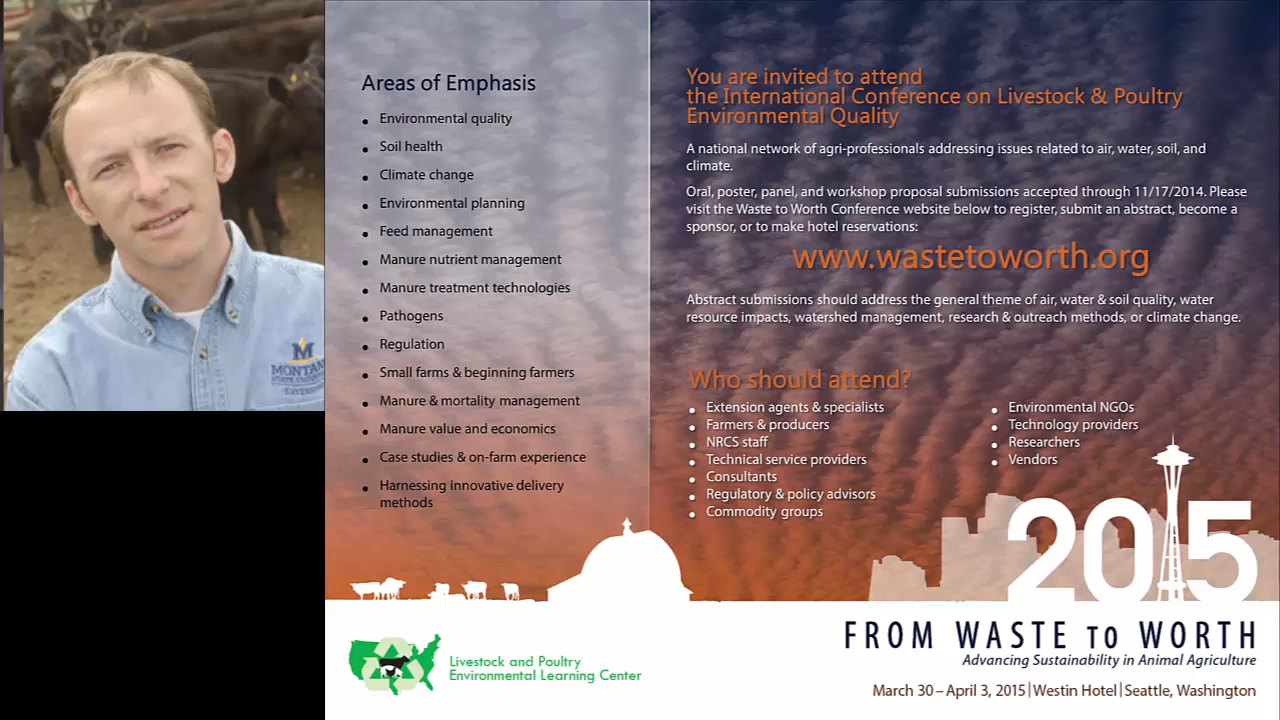 MONTANA
STATE UNIVERSITY
EXTENSION
Areas of Emphasis
• Environmental quality
• Soil health
• Climate change
• Environmental planning
• Feed management
• Manure nutrient management
• Manure treatment technologies
• Pathogens
• Regulation
• Small farms & beginning farmers
• Manure & mortality management
• Manure value and economics
• Case studies & on-farm experience
• Harnessing innovative delivery
methods
You are invited to attend
the International Conference on Livestock & Poultry
Environmental Quality
A national network of agri-professionals addressing issues related to air, water, soil, and
climate.
Oral, poster, panel, and workshop proposal submissions accepted through 11/17/2014. Please
visit the Waste to Worth Conference website below to register, submit an abstract, become a
sponsor, or to make hotel reservations:
www.wastetoworth.org
Abstract submissions should address the general theme of air, water & soil quality, water
resource impacts, watershed management, research & outreach methods, or climate change.
Who should attend?
• Extension agents & specialists
• Farmers & producers
• NRCS staff
• Technical service providers
• Consultants
• Regulatory & policy advisors
• Commodity groups
• Environmental NGOs
• Technology providers
• Researchers
• Vendors
2015
FROM WASTE TO WORTH
Advancing Sustainability in Animal Agriculture
March 30 – April 3, 2015|Westin Hotel|Seattle, Washington
Livestock and Poultry
Environmental Learning Center